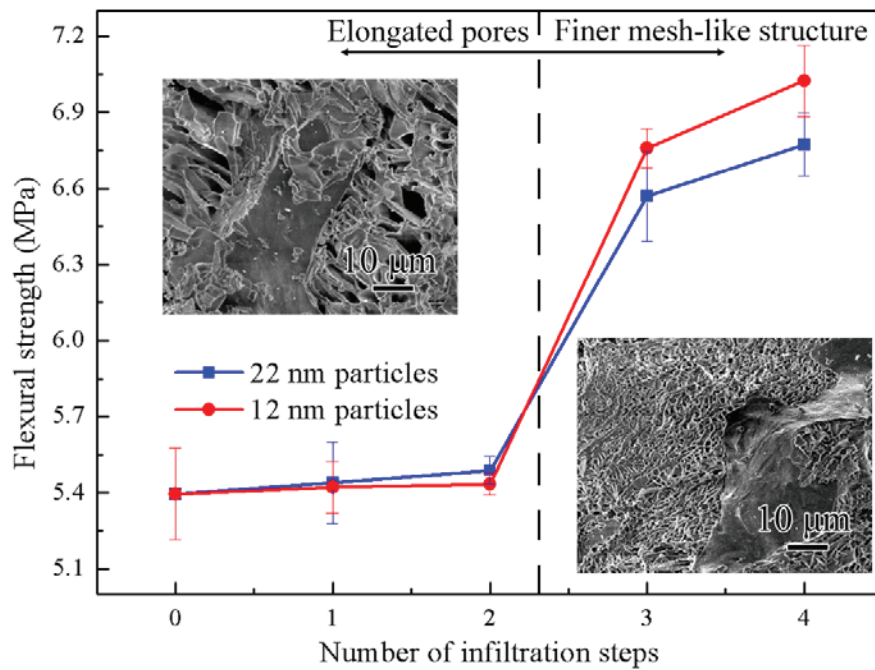 Elongated pores
Finer mesh-like structure
7.2
6.9
6.6
6.3
6.0
5.7
5.4
5.1
Flexural strength (MPa)
10 μm
22 nm particles
12 nm particles
10 μm
0
1
2
3
4
Number of infiltration steps